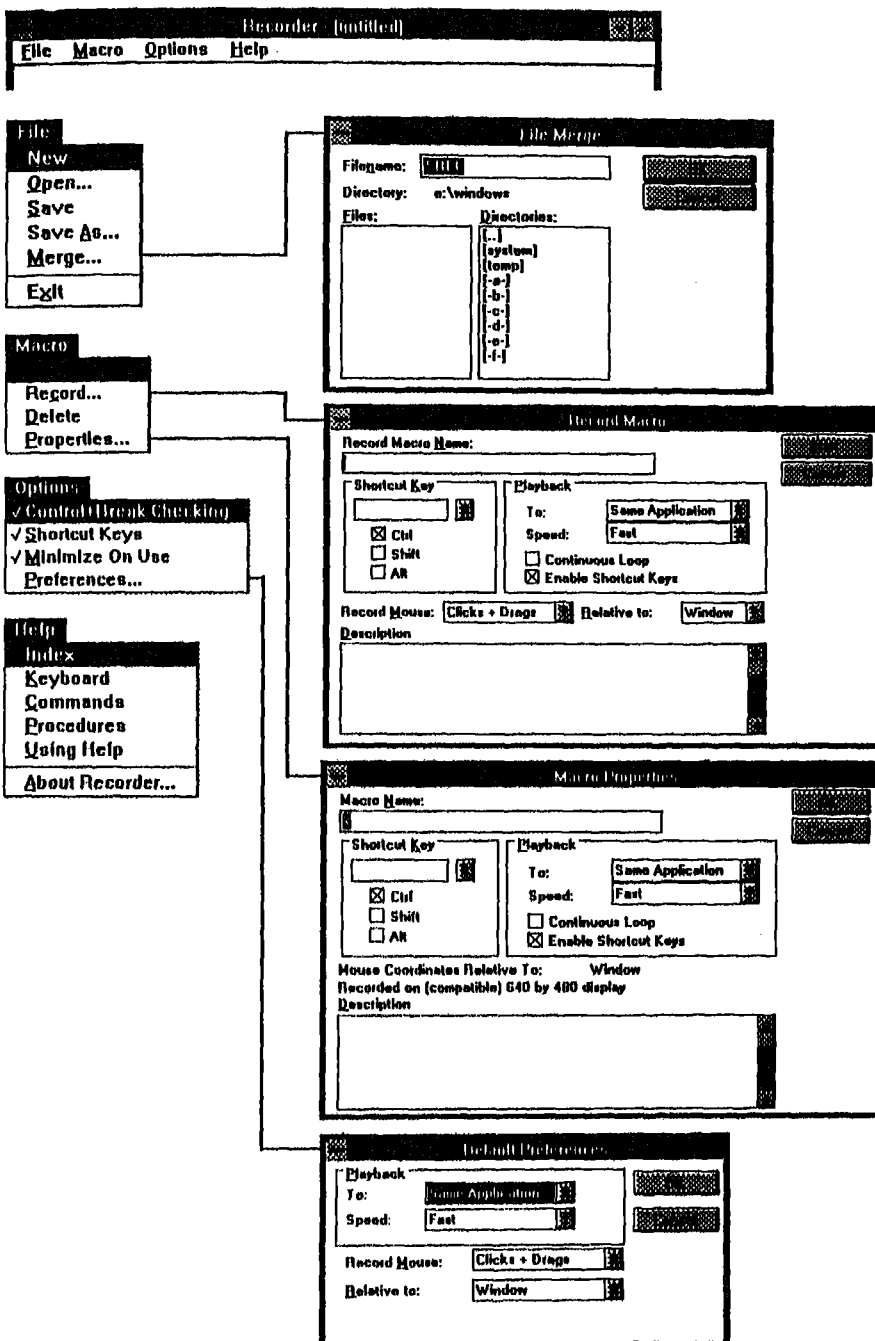 Recorder - [untitled]
File Macro Options Help
File
New
Open...
Save
Save As...
Merge...
Exit
File Merge
Filename:
Directory: e:\windows
Files: Directories:
[..]
[system]
[temp]
[-a-]
[-b-]
[-c-]
[-d-]
[-e-]
[-f-]
OK
Cancel
Macro
Record...
Delete
Properties...
Record Macro
Record Macro Name:
Shortcut Key
Ctrl
Shift
Alt
Playback
To: Same Application
Speed: Fast
Continuous Loop
Enable Shortcut Keys
Record Mouse: Clicks + Drags Relative to: Window
Description
Options
✓Control+Break Checking
✓Shortcut Keys
✓Minimize On Use
Preferences...
Help
Index
Keyboard
Commands
Procedures
Using Help
About Recorder...
Macro Properties
Macro Name:
OK
Cancel
Shortcut Key
Ctrl
Shift
Alt
Playback
To: Same Application
Speed: Fast
Continuous Loop
Enable Shortcut Keys
Mouse Coordinates Relative To: Window
Recorded on (compatible) 640 by 480 display
Description
Default Preferences
Playback
To: Same Application
Speed: Fast
OK
Cancel
Record Mouse: Clicks + Drags
Relative to: Window